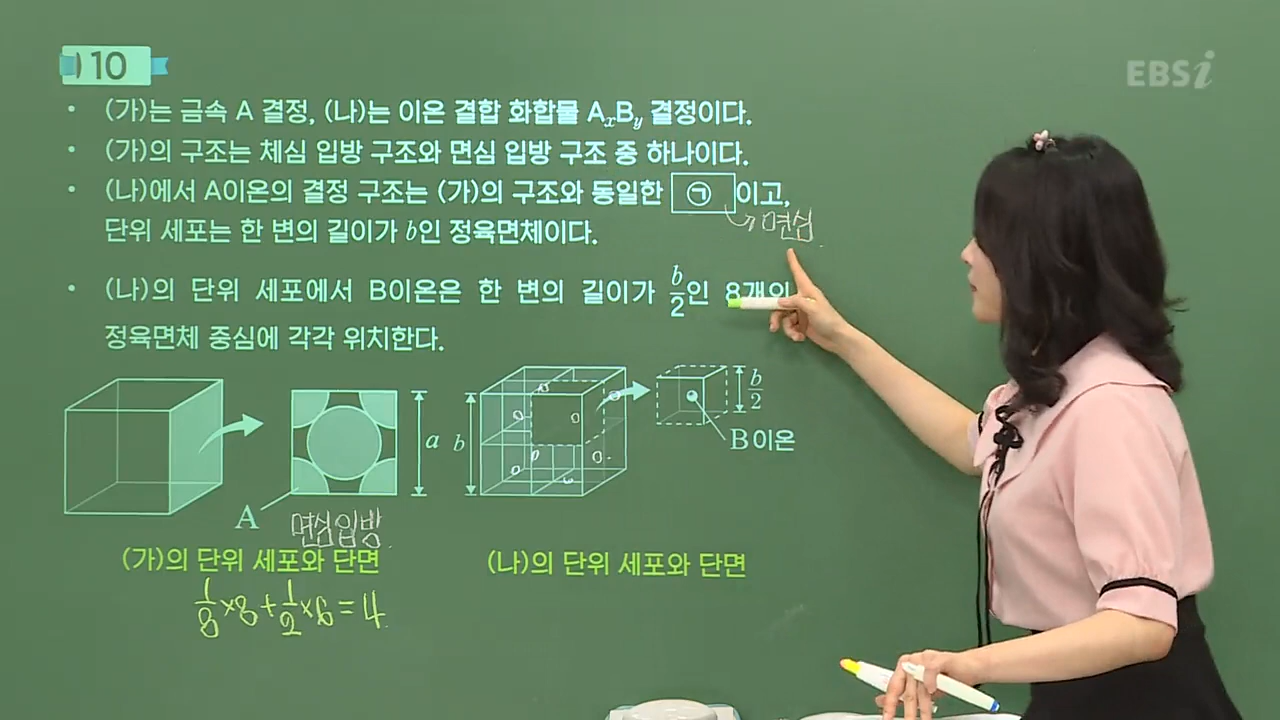 10
EBSi
• (가)는 금속 A 결정, (나)는 이온 결합 화합물 AₓBᵧ 결정이다.
• (가)의 구조는 체심 입방 구조와 면심 입방 구조 중 하나이다.
• (나)에서 A이온의 결정 구조는 (가)의 구조와 동일한 ㉠ 이고,
면심
단위 세포는 한 변의 길이가 b인 정육면체이다.
• (나)의 단위 세포에서 B이온은 한 변의 길이가 b/2인 8개의
정육면체 중심에 각각 위치한다.
a
b
b/2
B이온
A
면심입방
(가)의 단위 세포와 단면
(나)의 단위 세포와 단면
1/8×8+1/2×6=4